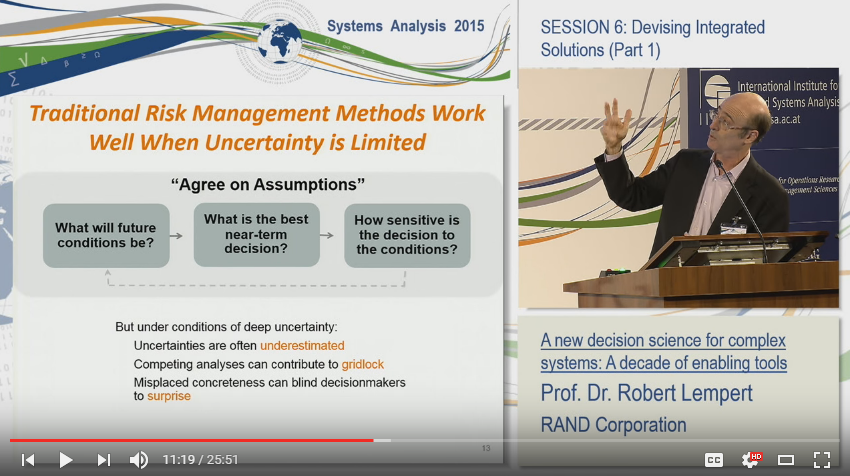 Systems Analysis 2015
Traditional Risk Management Methods Work
Well When Uncertainty is Limited
“Agree on Assumptions”
What will future
conditions be?
What is the best
near-term
decision?
How sensitive is
the decision to
the conditions?
But under conditions of deep uncertainty:
Uncertainties are often underestimated
Competing analyses can contribute to gridlock
Misplaced concreteness can blind decisionmakers
to surprise
13
SESSION 6: Devising Integrated
Solutions (Part 1)
International Institute for
Systems Analysis
sa.ac.at
for Operations Resear
A new decision science for complex
systems: A decade of enabling tools
Prof. Dr. Robert Lempert
RAND Corporation
11:19 / 25:51
CC
HD